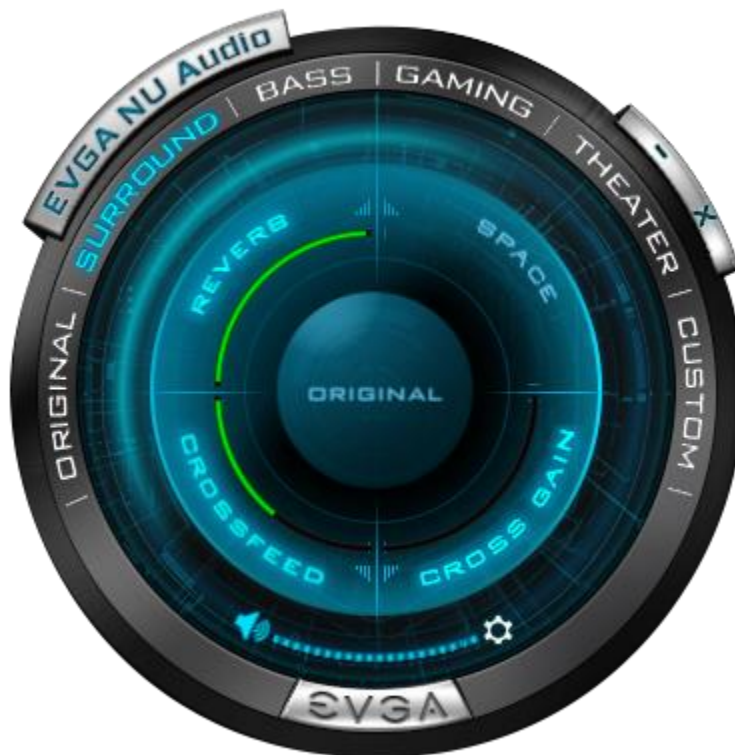 EVGA NU Audio
ORIGINAL | SURROUND | BASS | GAMING | THEATER | CUSTOM |
- X
REVERB
SPACE
ORIGINAL
CROSSFEED
CROSS GAIN
EVGA